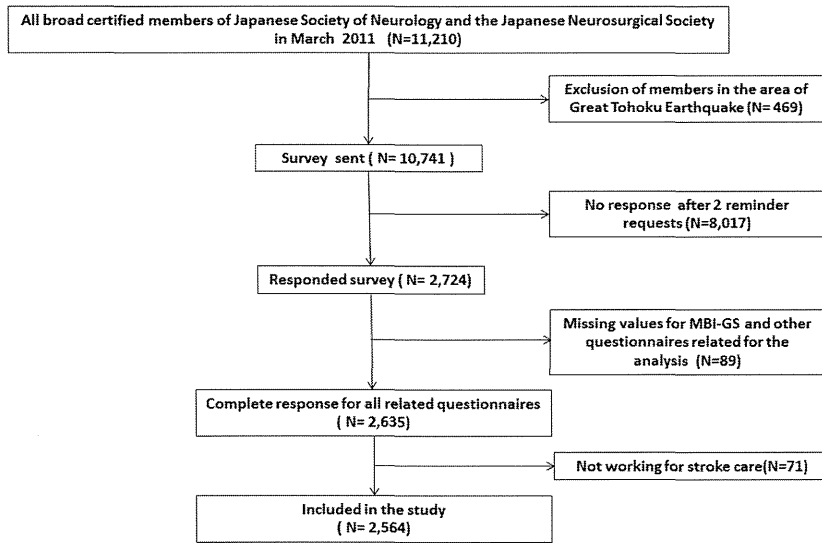 All broad certified members of Japanese Society of Neurology and the Japanese Neurosurgical Society
in March 2011 (N=11,210)
Exclusion of members in the area of
Great Tohoku Earthquake (N= 469)
Survey sent ( N= 10,741 )
No response after 2 reminder
requests (N=8,017)
Responded survey ( N= 2,724)
Missing values for MBI-GS and other
questionnaires related for the
analysis (N=89)
Complete response for all related questionnaires
( N= 2,635)
Not working for stroke care(N=71)
Included in the study
( N= 2,564)